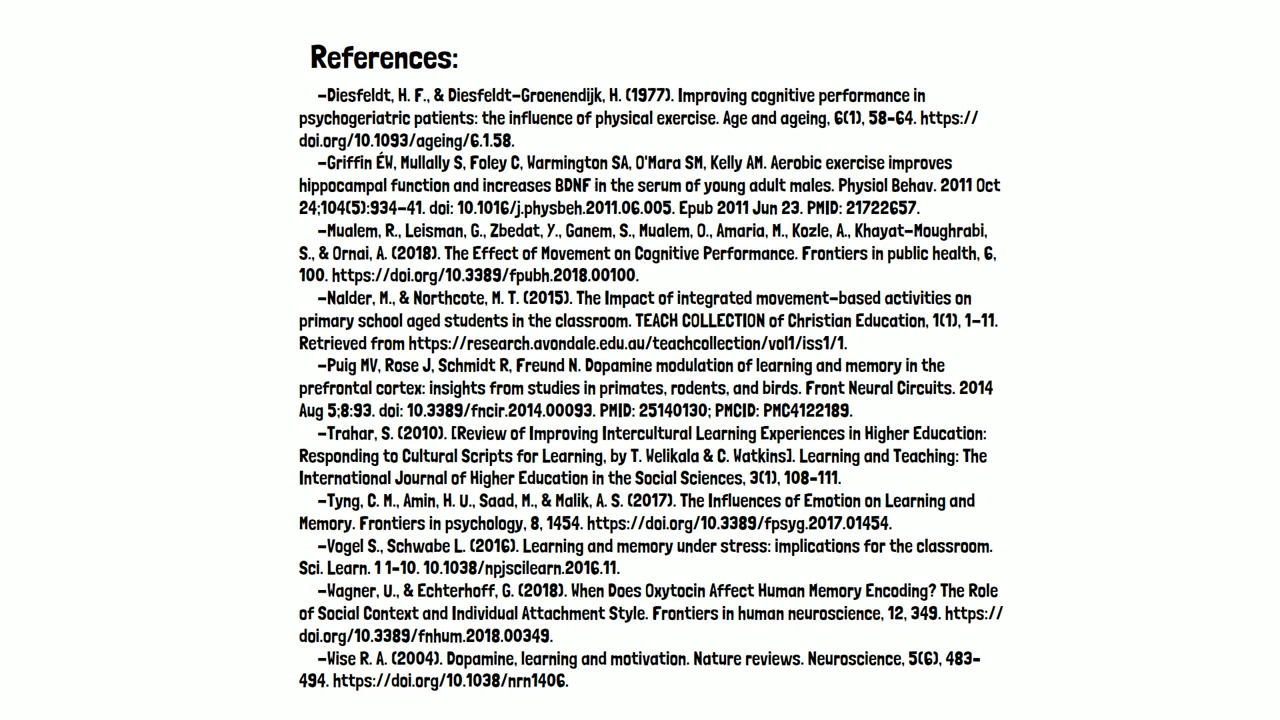 References:
–Diesfeldt, H. F., & Diesfeldt–Groenendijk, H. (1977). Improving cognitive performance in
psychogeriatric patients: the influence of physical exercise. Age and ageing, 6(1), 58–64. https://
doi.org/10.1093/ageing/6.1.58.
–Griffin ÉW, Mullally S, Foley C, Warmington SA, O'Mara SM, Kelly AM. Aerobic exercise improves
hippocampal function and increases BDNF in the serum of young adult males. Physiol Behav. 2011 Oct
24;104(5):934–41. doi: 10.1016/j.physbeh.2011.06.005. Epub 2011 Jun 23. PMID: 21722657.
–Mualem, R., Leisman, G., Zbedat, Y., Ganem, S., Mualem, O., Amaria, M., Kozle, A., Khayat–Moughrabi,
S., & Ornai, A. (2018). The Effect of Movement on Cognitive Performance. Frontiers in public health, 6,
100. https://doi.org/10.3389/fpubh.2018.00100.
–Nalder, M., & Northcote, M. T. (2015). The Impact of integrated movement–based activities on
primary school aged students in the classroom. TEACH COLLECTION of Christian Education, 1(1), 1–11.
Retrieved from https://research.avondale.edu.au/teachcollection/vol1/iss1/1.
–Puig MV, Rose J, Schmidt R, Freund N. Dopamine modulation of learning and memory in the
prefrontal cortex: insights from studies in primates, rodents, and birds. Front Neural Circuits. 2014
Aug 5;8:93. doi: 10.3389/fncir.2014.00093. PMID: 25140130; PMCID: PMC4122189.
–Trahar, S. (2010). [Review of Improving Intercultural Learning Experiences in Higher Education:
Responding to Cultural Scripts for Learning, by T. Welikala & C. Watkins]. Learning and Teaching: The
International Journal of Higher Education in the Social Sciences, 3(1), 108–111.
–Tyng, C. M., Amin, H. U., Saad, M., & Malik, A. S. (2017). The Influences of Emotion on Learning and
Memory. Frontiers in psychology, 8, 1454. https://doi.org/10.3389/fpsyg.2017.01454.
–Vogel S., Schwabe L. (2016). Learning and memory under stress: implications for the classroom.
Sci. Learn. 1 1–10. 10.1038/npjscilearn.2016.11.
–Wagner, U., & Echterhoff, G. (2018). When Does Oxytocin Affect Human Memory Encoding? The Role
of Social Context and Individual Attachment Style. Frontiers in human neuroscience, 12, 349. https://
doi.org/10.3389/fnhum.2018.00349.
–Wise R. A. (2004). Dopamine, learning and motivation. Nature reviews. Neuroscience, 5(6), 483–
494. https://doi.org/10.1038/nrn1406.